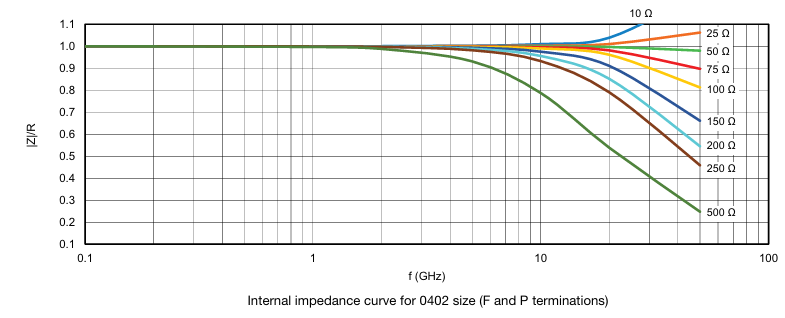 10 Ω
1.1
25 Ω
1.0
50 Ω
0.9
75 Ω
0.8
100 Ω
0.7
150 Ω
0.6
200 Ω
0.5
250 Ω
0.4
0.3
500 Ω
0.2
0.1
|Z|/R
0.1
1
10
100
f (GHz)
Internal impedance curve for 0402 size (F and P terminations)